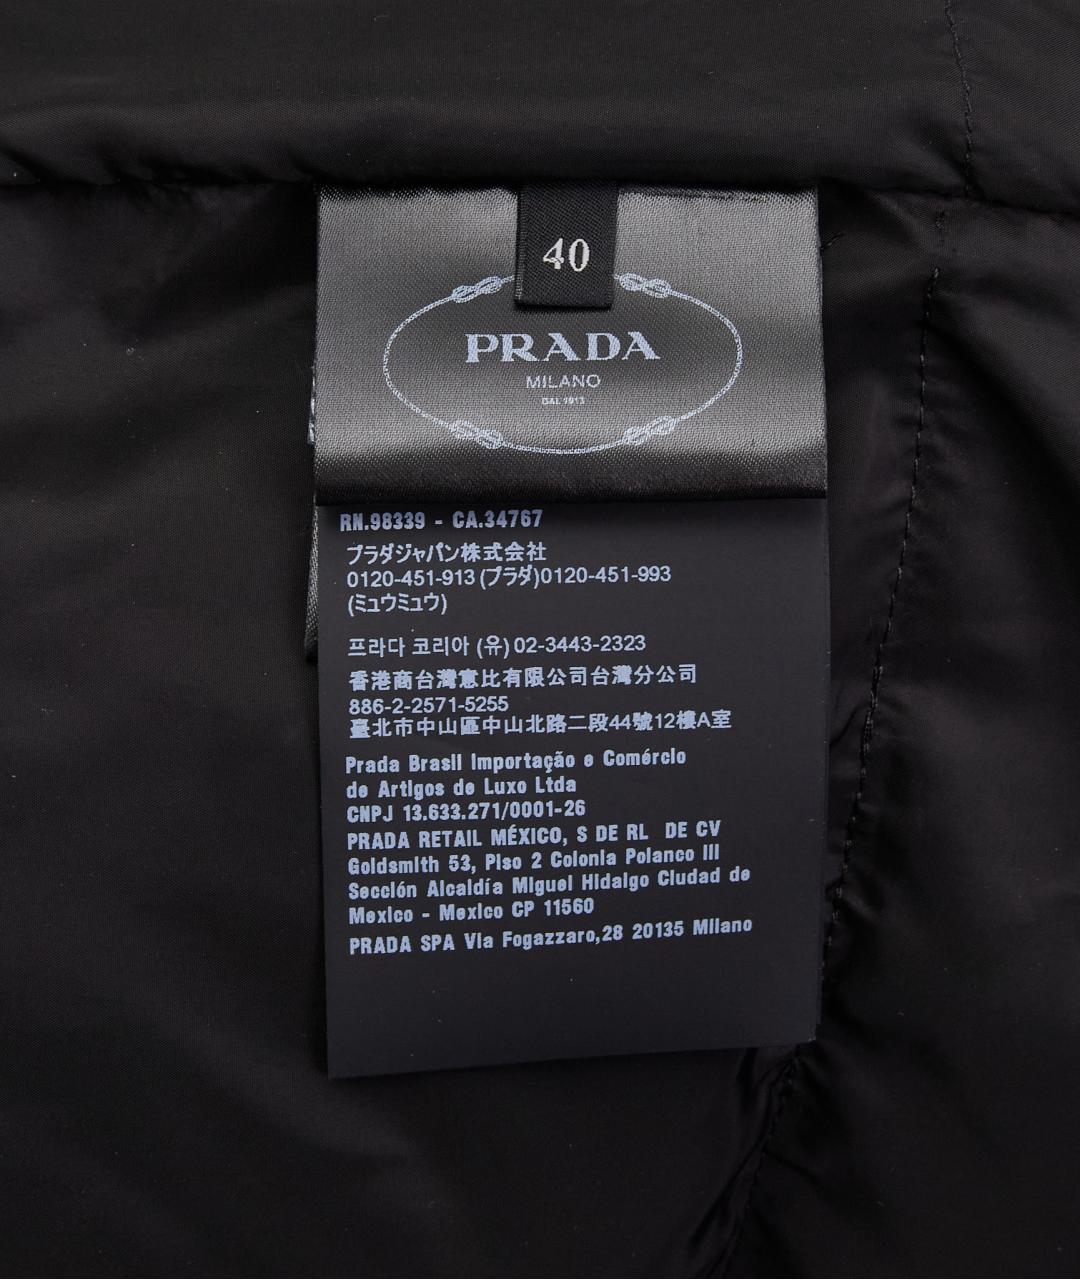 40
PRADA
MILANO
DAL 1913
RN.98339 - CA.34767
プラダジャパン株式会社
0120-451-913 (プラダ)0120-451-993
(ミュウミュウ)
프라다 코리아 (유) 02-3443-2323
香港商台灣惠比有限公司台灣分公司
886-2-2571-5255
臺北市中山區中山北路二段44號12樓A室
Prada Brasil Importação e Comércio
de Artigos de Luxo Ltda
CNPJ 13.633.271/0001-26
PRADA RETAIL MÉXICO, S DE RL DE CV
Goldsmith 53, Piso 2 Colonia Polanco III
Sección Alcaldía Miguel Hidalgo Ciudad de
Mexico - Mexico CP 11560
PRADA SPA Via Fogazzaro,28 20135 Milano